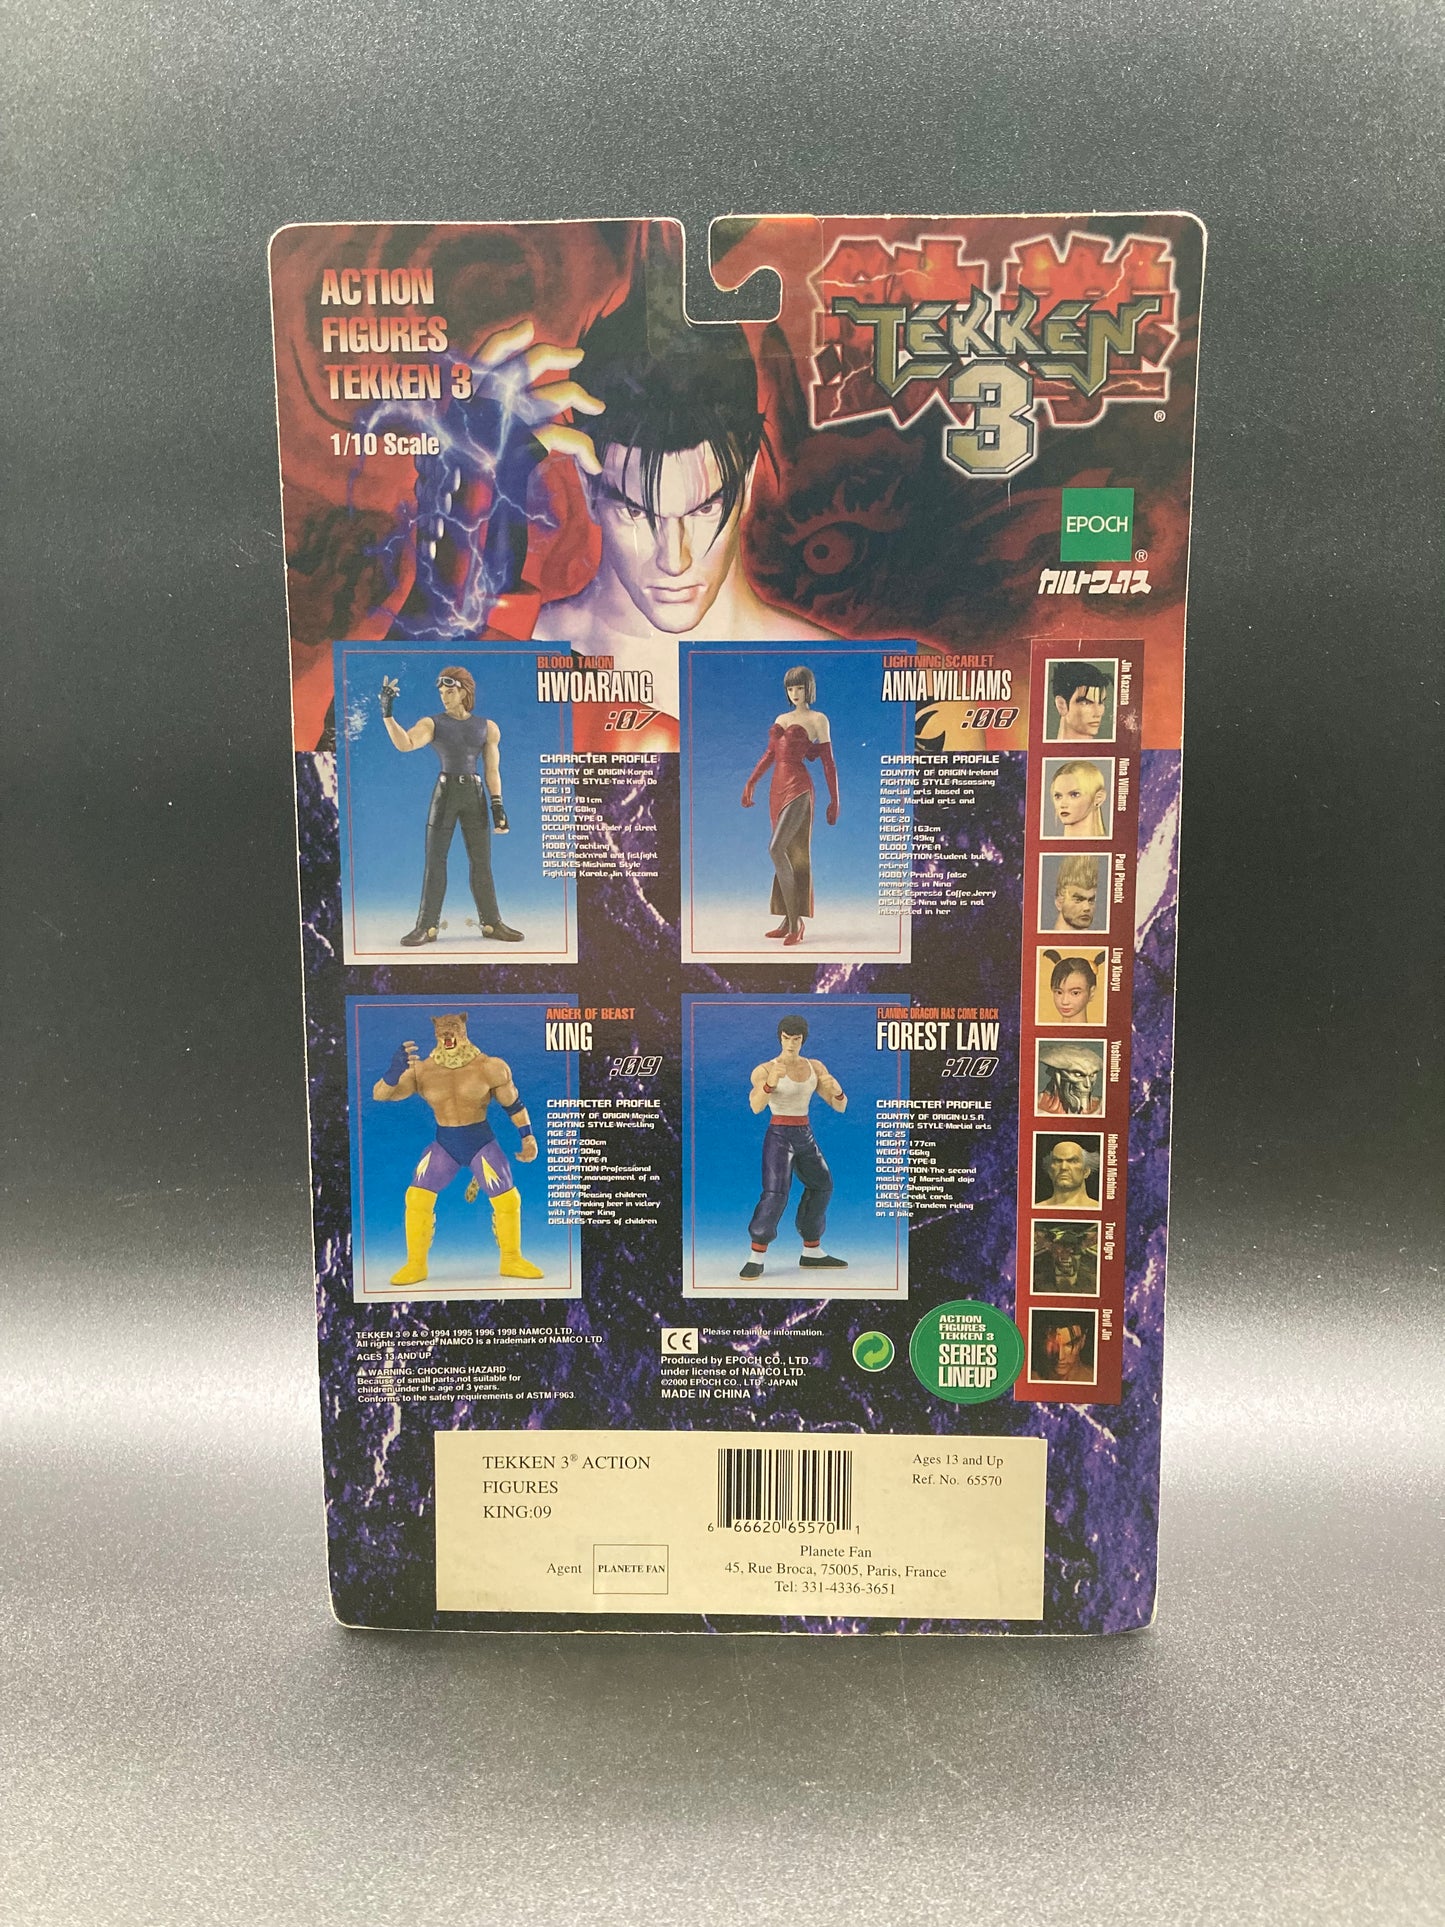 ACTION
FIGURES
TEKKEN 3
1/10 Scale
TEKKEN
3
®
EPOCH
®
カルトワークス
BLOOD TALON
HWOARANG
:07
CHARACTER PROFILE
COUNTRY OF ORIGIN·Korea
FIGHTING STYLE·Tae Kwon Do
AGE·19
HEIGHT·181cm
WEIGHT·68kg
BLOOD TYPE·O
OCCUPATION·Leader of street
fraud team
HOBBY·Yachting
LIKES·Rock'n'roll and fistfight
DISLIKES·Mishima Style
Fighting Karate,Jin Kazama
LIGHTNING SCARLET
ANNA WILLIAMS
:08
CHARACTER PROFILE
COUNTRY OF ORIGIN·Ireland
FIGHTING STYLE·Assassing
Martial arts based on
Bone Martial arts and
Aikido
AGE·20
HEIGHT·163cm
WEIGHT·49kg
BLOOD TYPE·A
OCCUPATION·Student but
retired
HOBBY·Printing false
memories in Nina
LIKES·Espresso Coffee,Jerry
DISLIKES·Nina who is not
interested in her
ANGER OF BEAST
KING
:09
CHARACTER PROFILE
COUNTRY OF ORIGIN·Mexico
FIGHTING STYLE·Wrestling
AGE·28
HEIGHT·200cm
WEIGHT·90kg
BLOOD TYPE·A
OCCUPATION·Professional
wrestler,management of an
orphanage
HOBBY·Pleasing children
LIKES·Drinking beer in victory
with Armor King
DISLIKES·Tears of children
FLAMING DRAGON HAS COME BACK
FOREST LAW
:10
CHARACTER PROFILE
COUNTRY OF ORIGIN·U.S.A.
FIGHTING STYLE·Martial arts
AGE·25
HEIGHT·177cm
WEIGHT·66kg
BLOOD TYPE·B
OCCUPATION·The second
master of Marshall dojo
HOBBY·Shopping
LIKES·Credit cards
DISLIKES·Tandem riding
on a bike
Jin Kazama
Nina Williams
Paul Phoenix
Ling Xiaoyu
Yoshimitsu
Heihachi Mishima
True Ogre
Devil Jin
ACTION
FIGURES
TEKKEN 3
SERIES
LINEUP
TEKKEN 3 ® & © 1994 1995 1996 1998 NAMCO LTD.
All rights reserved. NAMCO is a trademark of NAMCO LTD.
AGES 13 AND UP.
WARNING: CHOCKING HAZARD
Because of small parts,not suitable for
children under the age of 3 years.
Conforms to the safety requirements of ASTM F963.
CE
Please retain for information.
Produced by EPOCH CO., LTD.
under license of NAMCO LTD.
©2000 EPOCH CO., LTD. JAPAN
MADE IN CHINA
TEKKEN 3® ACTION
FIGURES
KING:09
Agent
PLANETE FAN
6 66620 65570 1
Ages 13 and Up
Ref. No. 65570
Planete Fan
45, Rue Broca, 75005, Paris, France
Tel: 331-4336-3651